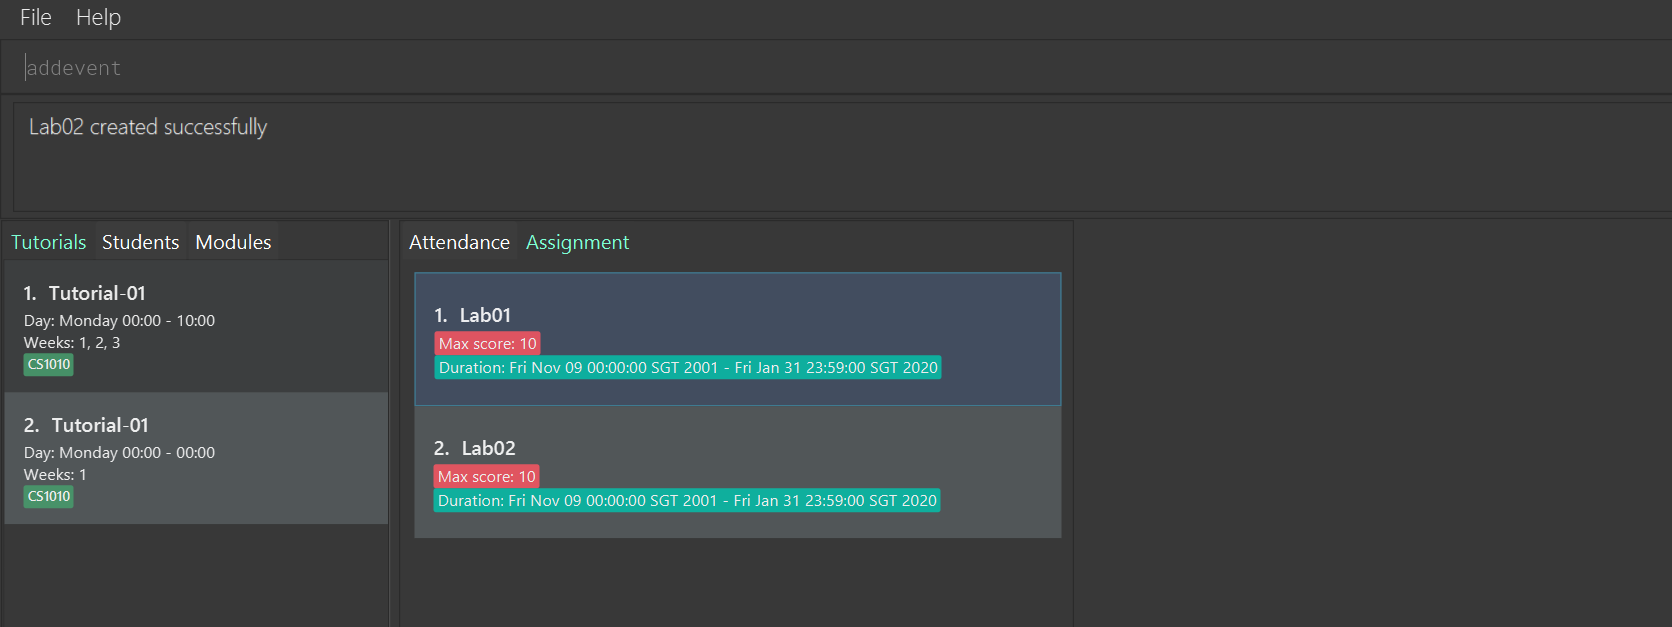 File Help
addevent
Lab02 created successfully
Tutorials Students Modules
1. Tutorial-01
Day: Monday 00:00 - 10:00
Weeks: 1, 2, 3
CS1010
2. Tutorial-01
Day: Monday 00:00 - 00:00
Weeks: 1
CS1010
Attendance Assignment
1. Lab01
Max score: 10
Duration: Fri Nov 09 00:00:00 SGT 2001 - Fri Jan 31 23:59:00 SGT 2020
2. Lab02
Max score: 10
Duration: Fri Nov 09 00:00:00 SGT 2001 - Fri Jan 31 23:59:00 SGT 2020